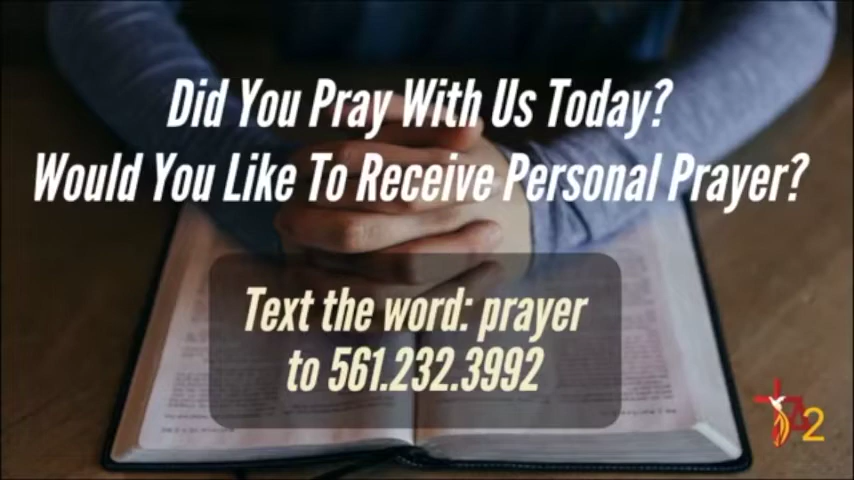 Did You Pray With Us Today?
Would You Like To Receive Personal Prayer?
Text the word: prayer
to 561.232.3992
A2